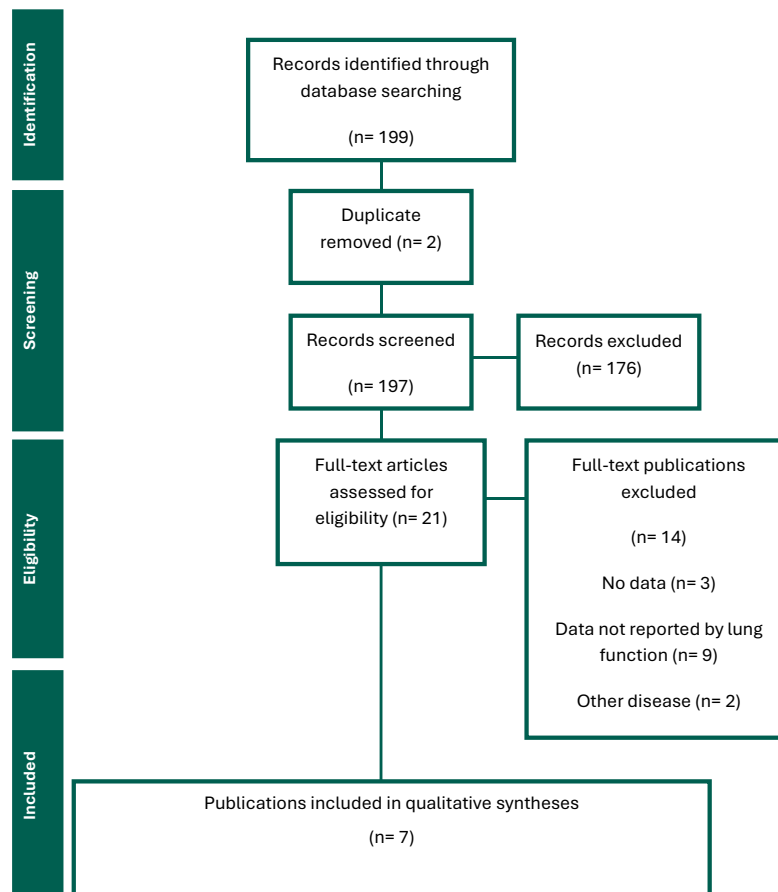 Identification
Records identified through
database searching
(n= 199)
Screening
Duplicate
removed (n= 2)
Records screened
(n= 197)
Records excluded
(n= 176)
Eligibility
Full-text articles
assessed for
eligibility (n= 21)
Full-text publications
excluded
(n= 14)
No data (n= 3)
Data not reported by lung
function (n= 9)
Other disease (n= 2)
Included
Publications included in qualitative syntheses
(n= 7)